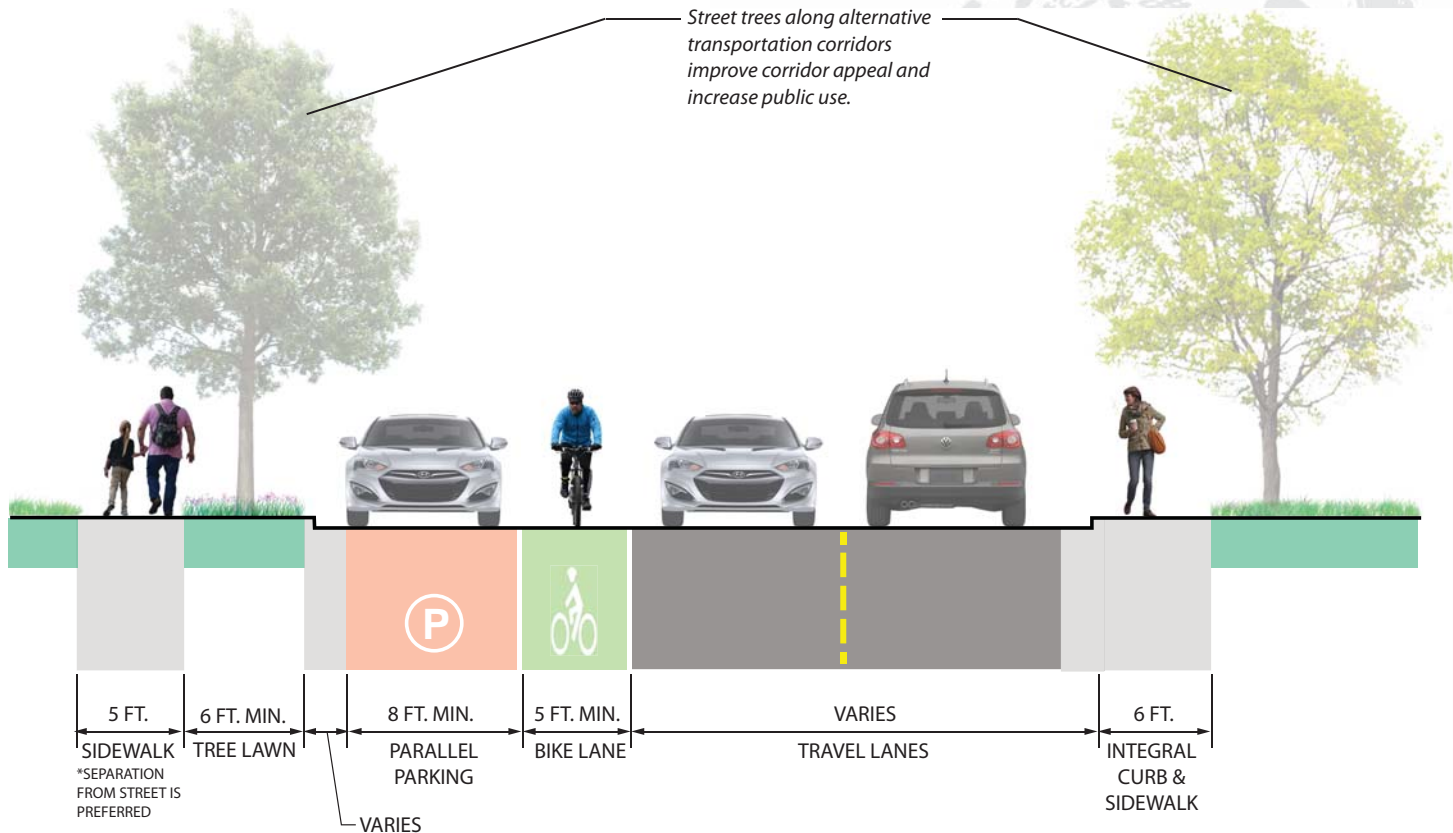 Street trees along alternative
transportation corridors
improve corridor appeal and
increase public use.
P
5 FT.
SIDEWALK
*SEPARATION
FROM STREET IS
PREFERRED
6 FT. MIN.
TREE LAWN
VARIES
8 FT. MIN.
PARALLEL
PARKING
5 FT. MIN.
BIKE LANE
VARIES
TRAVEL LANES
6 FT.
INTEGRAL
CURB &
SIDEWALK